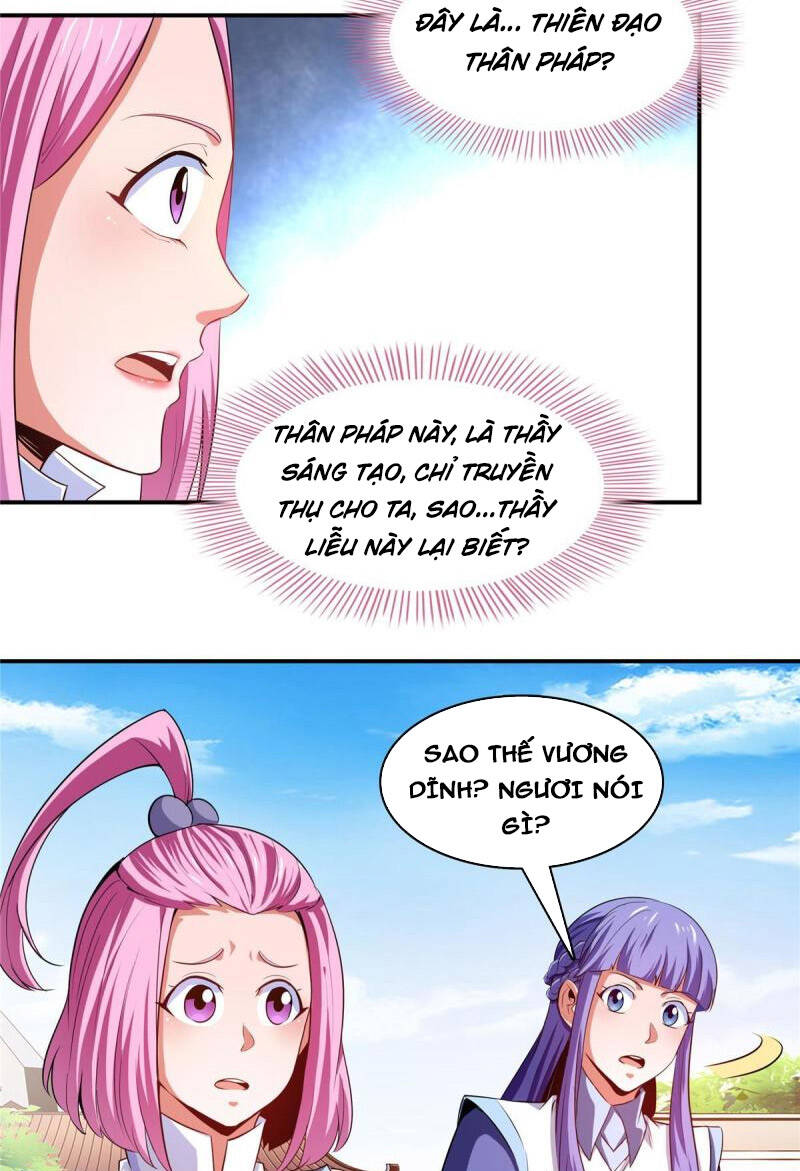 ĐÂY LÀ... THIÊN ĐẠO
THÂN PHÁP?
THÂN PHÁP NÀY, LÀ THẦY
SÁNG TẠO, CHỈ TRUYỀN
THỤ CHO TA, SAO...THẦY
LIỄU NÀY LẠI BIẾT?
SAO THẾ VƯƠNG
DĨNH? NGƯƠI NÓI
GÌ?